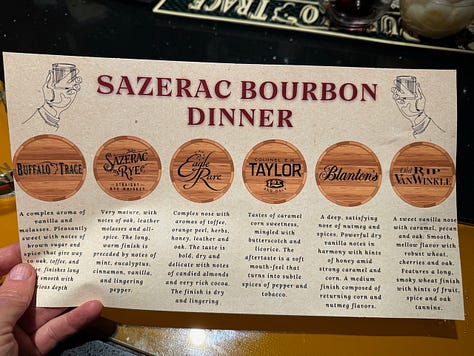 SAZERAC BOURBON
DINNER
BUFFALO TRACE
A complex aroma of
vanilla and
molasses. Pleasantly
sweet with notes of
brown sugar and
spice that give way
to oak, toffee, and
finishes long
smooth with
depth
SAZERAC
RYE
STRAIGHT
RYE WHISKEY
Very mature, with
notes of oak, leather
molasses and all-
spice. The long,
warm finish is
preceded by notes of
mint, eucalyptus,
cinnamon, vanilla,
and lingering
pepper.
Eagle
Rare
Complex nose with
aromas of toffee,
orange peel, herbs,
honey, leather and
oak. The taste is
bold, dry and
delicate with notes
of candied almonds
and very rich cocoa.
The finish is dry
and lingering
COLONEL E.H.
TAYLOR
Tastes of caramel
corn sweetness,
mingled with
butterscotch and
licorice. The
aftertaste is a soft
mouth-feel that
turns into subtle
spices of pepper and
tobacco.
Blanton's
A deep, satisfying
nose of nutmeg and
spices. Powerful dry
vanilla notes in
harmony with hints
of honey amid
strong caramel and
corn. A medium
finish composed of
returning corn and
nutmeg flavors.
Old RIP
VAN WINKLE
A sweet vanilla nose
with caramel, pecan
and oak. Smooth,
mellow flavor with
robust wheat,
cherries and oak.
Features a long,
smoky wheat finish
with hints of fruit,
spice and oak
tannins.